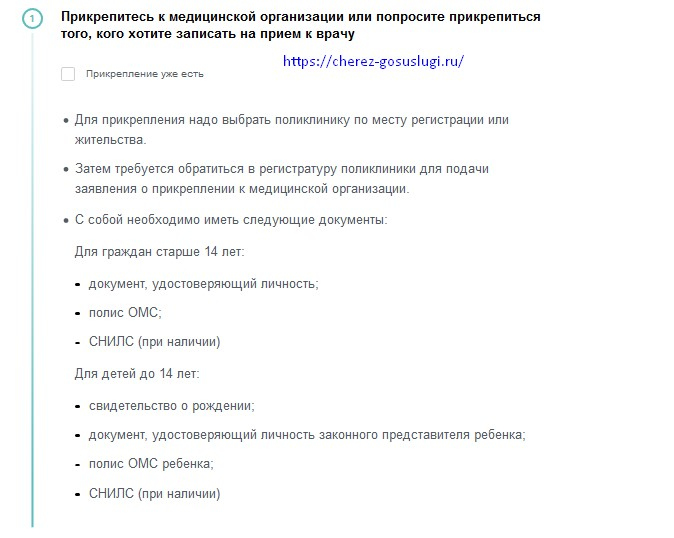 1
Прикрепитесь к медицинской организации или попросите прикрепиться
того, кого хотите записать на прием к врачу
https://cherez-gosuslugi.ru/
Прикрепление уже есть
• Для прикрепления надо выбрать поликлинику по месту регистрации или
жительства.
• Затем требуется обратиться в регистратуру поликлиники для подачи
заявления о прикреплении к медицинской организации.
• С собой необходимо иметь следующие документы:
Для граждан старше 14 лет:
- документ, удостоверяющий личность;
- полис ОМС;
- СНИЛС (при наличии)
Для детей до 14 лет:
- свидетельство о рождении;
- документ, удостоверяющий личность законного представителя ребенка;
- полис ОМС ребенка;
- СНИЛС (при наличии)